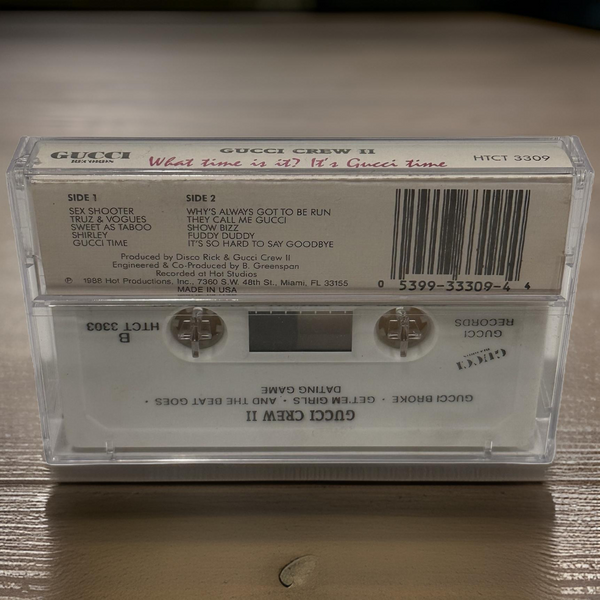 GUCCI
RECORDS
GUCCI CREW II
What time is it? It's Gucci time
HTCT 3309
SIDE 1
SEX SHOOTER
TRUZ & VOGUES
SWEET AS TABOO
SHIRLEY
GUCCI TIME
SIDE 2
WHY'S ALWAYS GOT TO BE RUN
THEY CALL ME GUCCI
SHOW BIZZ
FUDDY DUDDY
IT'S SO HARD TO SAY GOODBYE
Produced by Disco Rick & Gucci Crew II
Engineered & Co-Produced by B. Greenspan
Recorded at Hot Studios
℗ 1988 Hot Productions, Inc., 7360 S.W. 48th St., Miami, FL 33155
MADE IN USA
0 5399-33309-4 4
GUCCI CREW II
GUCCI BROKE • GET'EM GIRLS • AND THE BEAT GOES •
DATING GAME
GUCCI
GUCCI
RECORDS
B
HTCT 3303